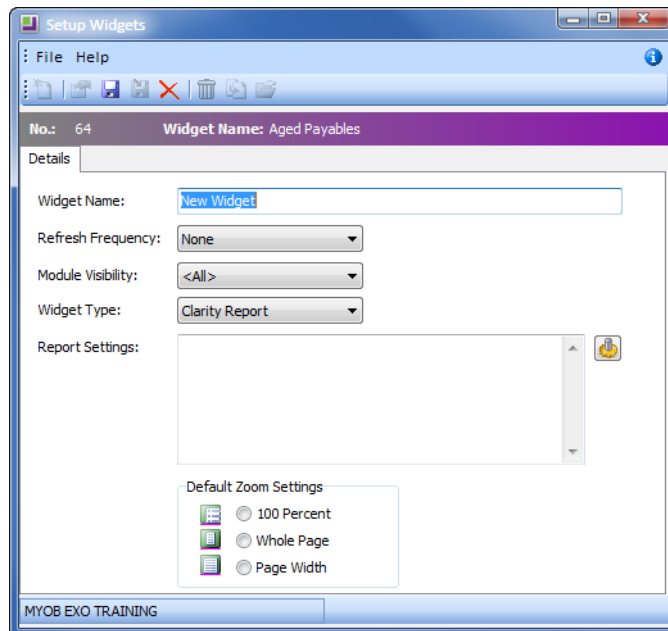 Setup Widgets
File Help
No.: 64 Widget Name: Aged Payables
Details
Widget Name: New Widget
Refresh Frequency: None
Module Visibility: <All>
Widget Type: Clarity Report
Report Settings:
Default Zoom Settings
100 Percent
Whole Page
Page Width
MYOB EXO TRAINING